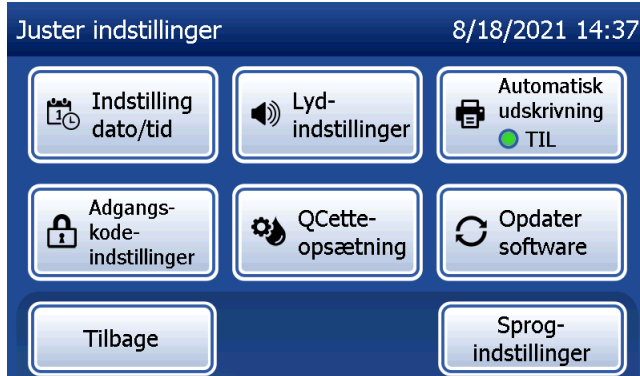 Juster indstillinger 8/18/2021 14:37
Indstilling
dato/tid
Lyd-
indstillinger
Automatisk
udskrivning
TIL
Adgangs-
kode-
indstillinger
QCette-
opsætning
Opdater
software
Tilbage
Sprog-
indstillinger